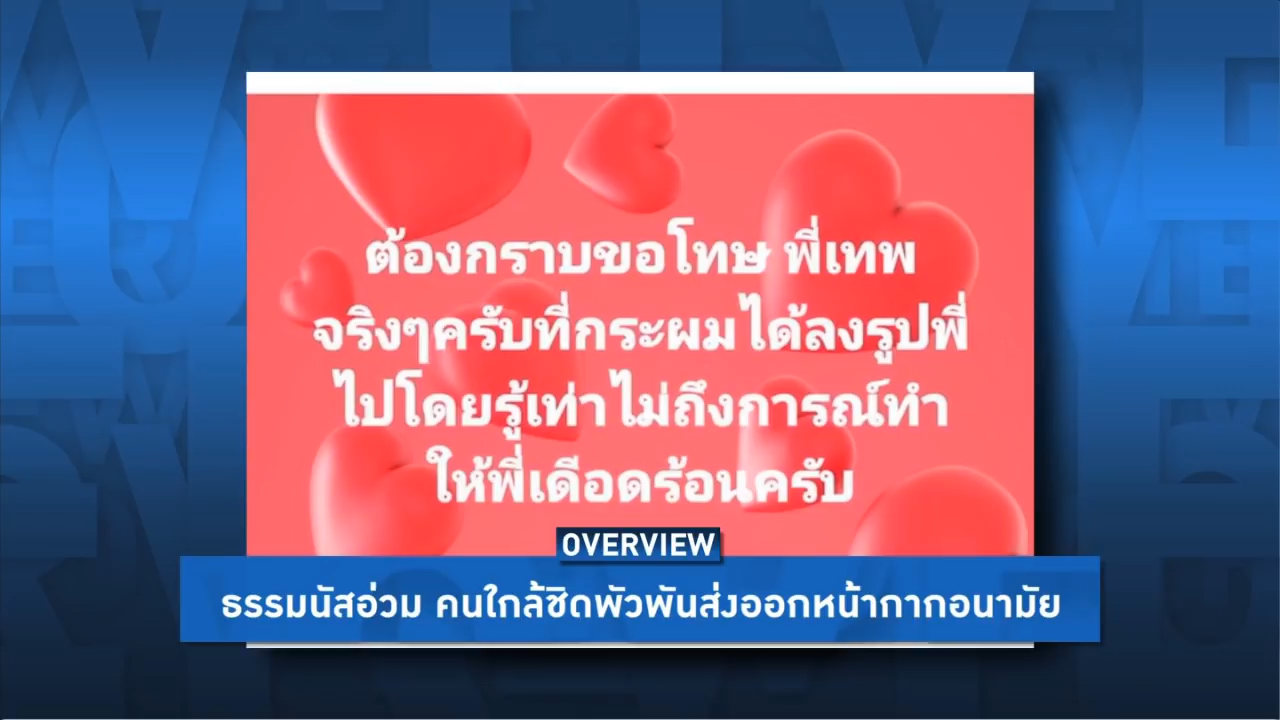 ต้องกราบขอโทษ พี่เทพ
จริงๆครับที่กระผมได้ลงรูปพี่
ไปโดยรู้เท่าไม่ถึงการณ์ทำ
ให้พี่เดือดร้อนครับ
OVERVIEW
ธรรมนัสอ่วม คนใกล้ชิดพัวพันส่งออกหน้ากากอนามัย